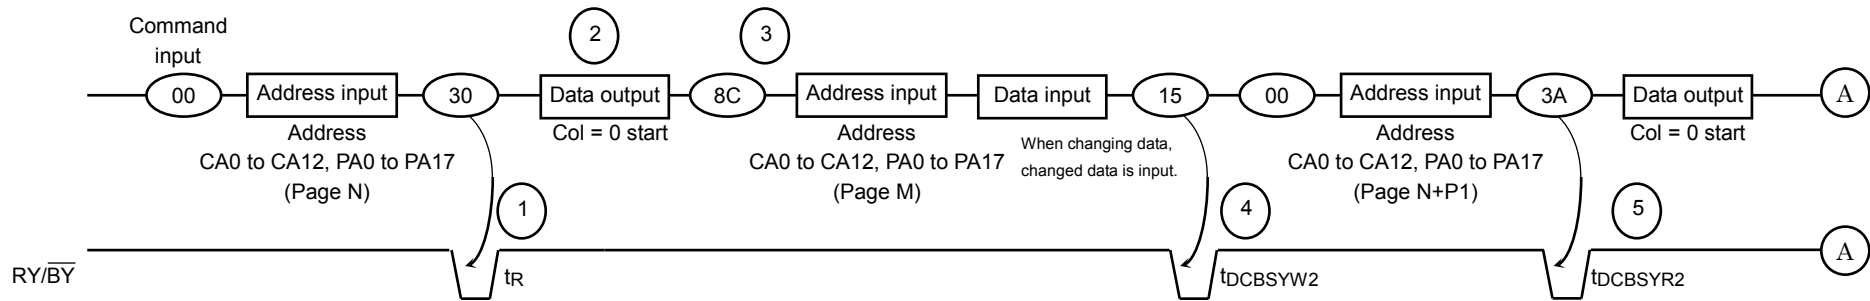 Command
input
2
3
00
Address input
30
Data output
8C
Address input
Data input
15
00
Address input
3A
Data output
A
Address
CA0 to CA12, PA0 to PA17
(Page N)
Col = 0 start
Address
CA0 to CA12, PA0 to PA17
(Page M)
When changing data,
changed data is input.
Address
CA0 to CA12, PA0 to PA17
(Page N+P1)
Col = 0 start
1
4
5
RY/BY
tR
tDCBSYW2
tDCBSYR2
A